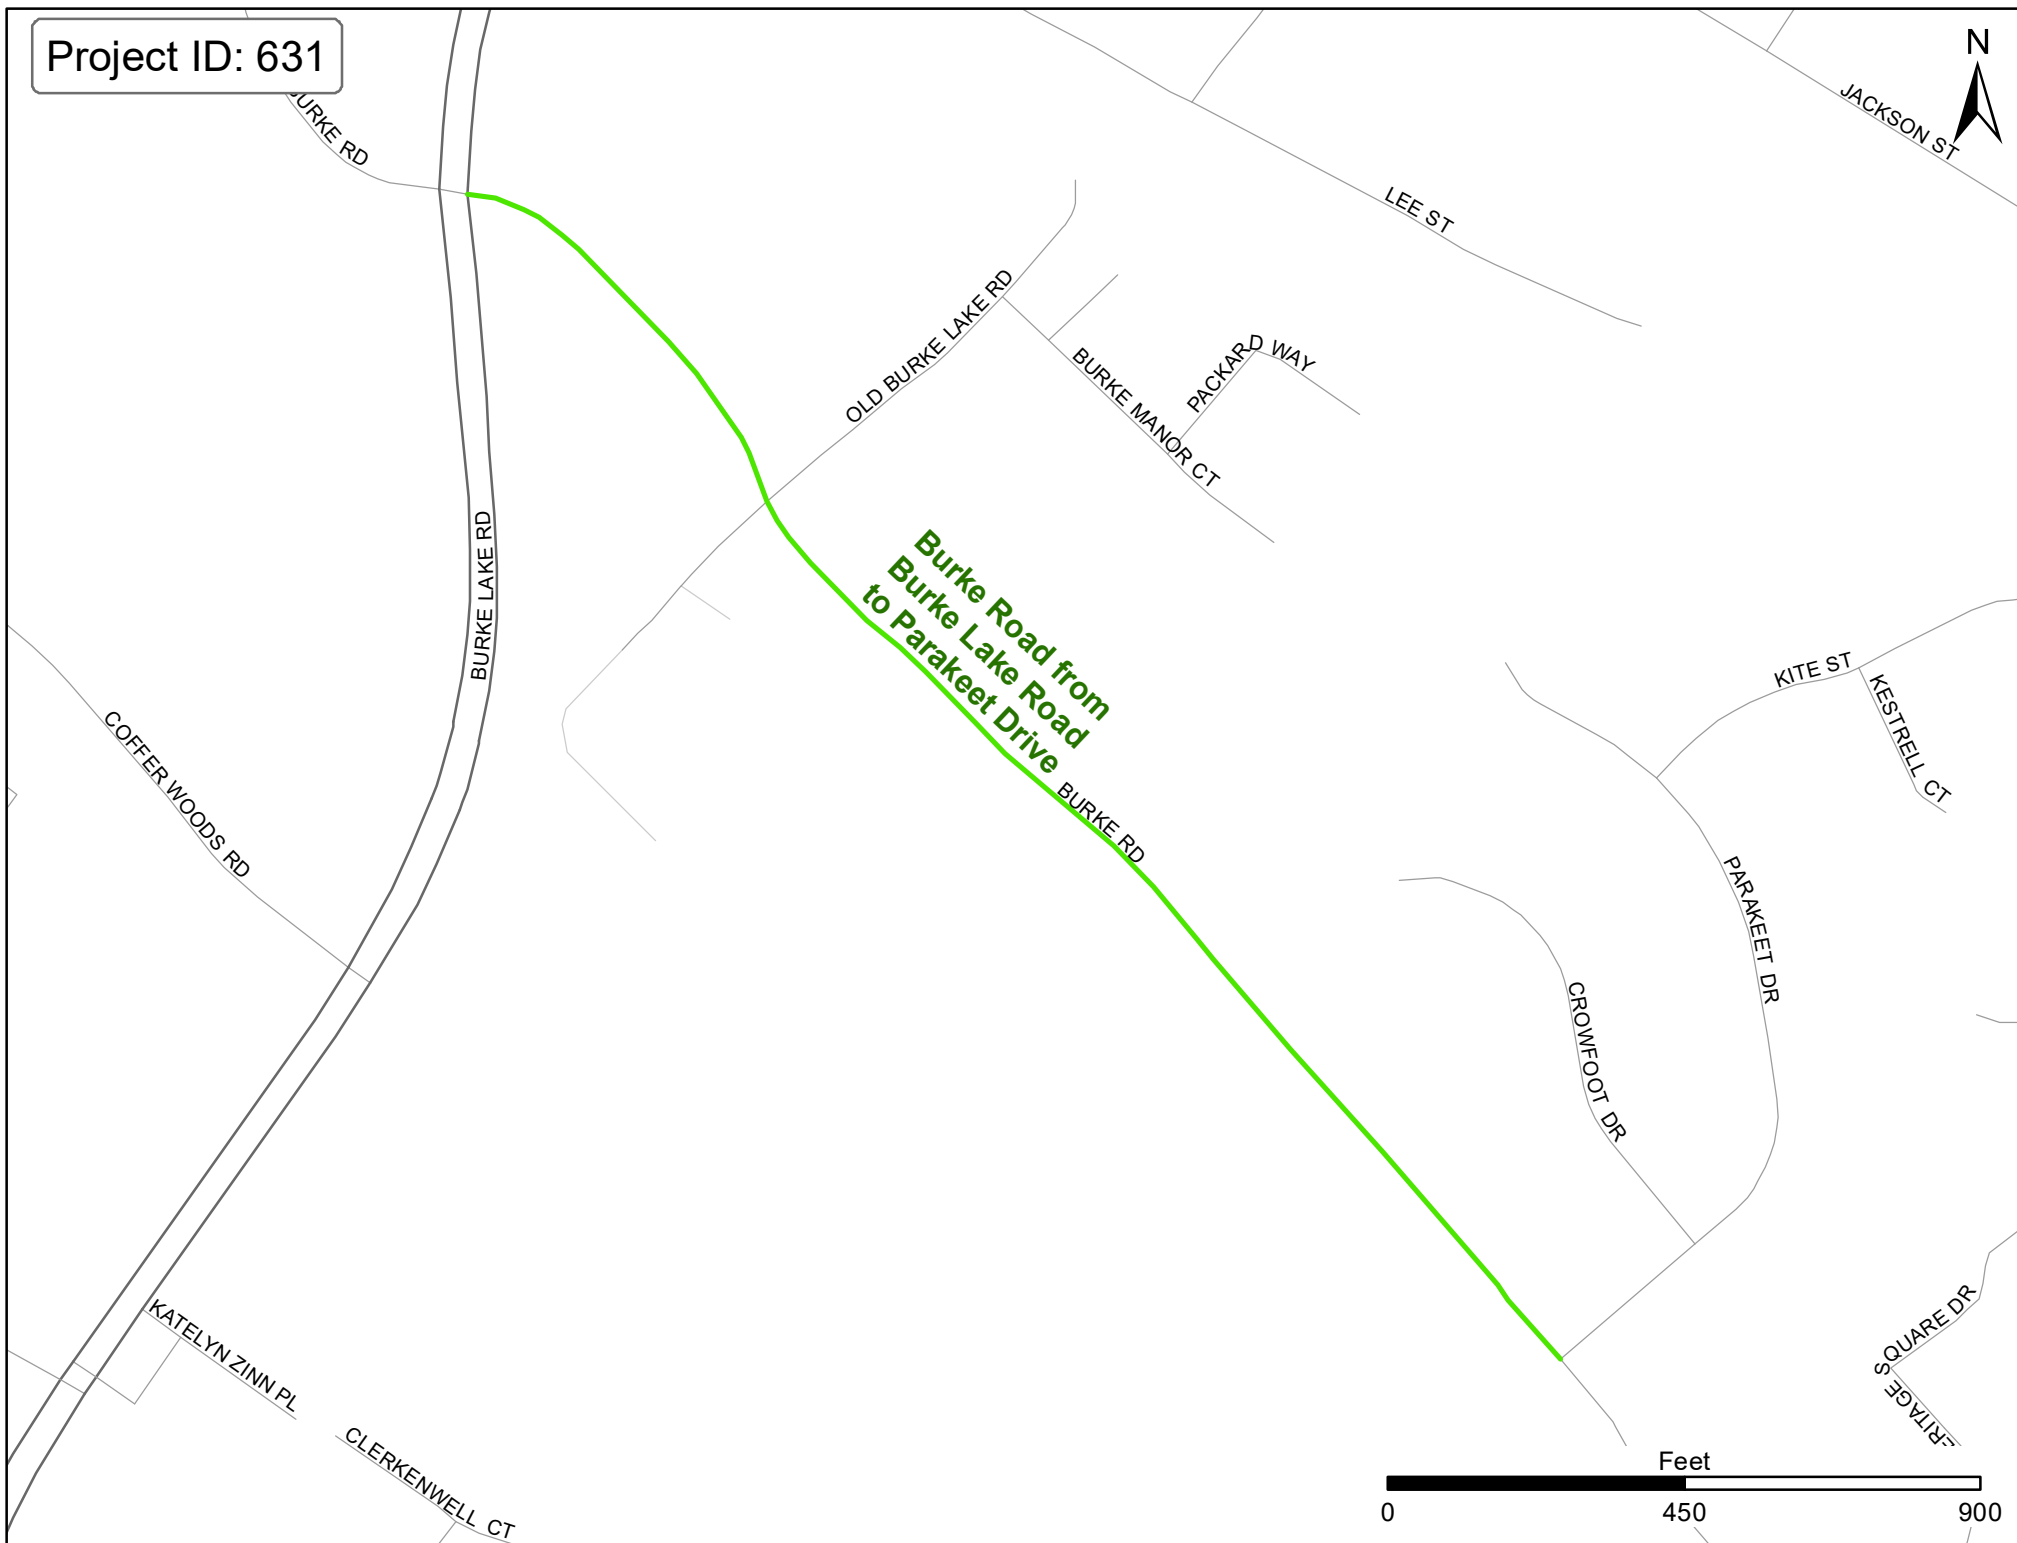 Project ID: 631
N
BURKE RD
JACKSON ST
LEE ST
OLD BURKE LAKE RD
BURKE MANOR CT
PACKARD WAY
BURKE LAKE RD
Burke Road from
Burke Lake Road
to Parakeet Drive
BURKE RD
KITE ST
KESTRELL CT
COFFER WOODS RD
PARAKEET DR
CROWFOOT DR
KATELYN ZINN PL
CLERKENWELL CT
ERITAGE SQUARE DR
Feet
0 450 900